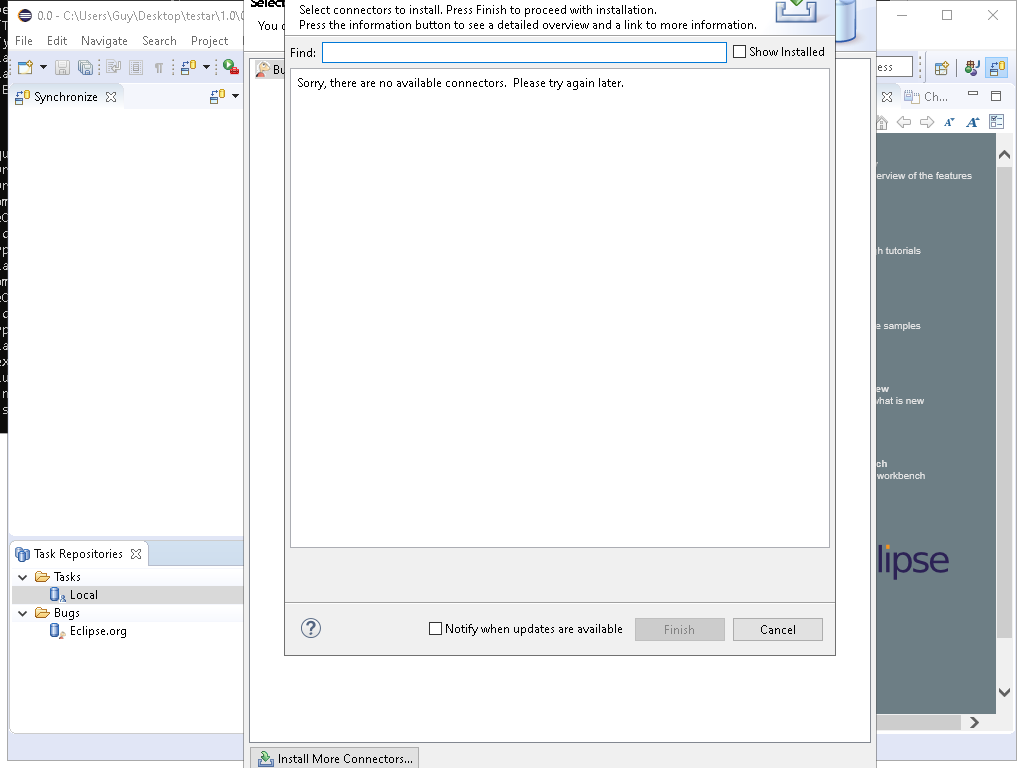 0.0 - C:\Users\Guy\Desktop\testar\1.0\
File Edit Navigate Search Project
Synchronize
Task Repositories
Tasks
Local
Bugs
Eclipse.org
Select
You c
Bu
Select connectors to install. Press Finish to proceed with installation.
Press the information button to see a detailed overview and a link to more information.
Find:
Show Installed
Sorry, there are no available connectors. Please try again later.
Notify when updates are available
Finish
Cancel
Install More Connectors...
ess
Ch...
erview of the features
h tutorials
e samples
ew
what is new
ch
workbench
lipse